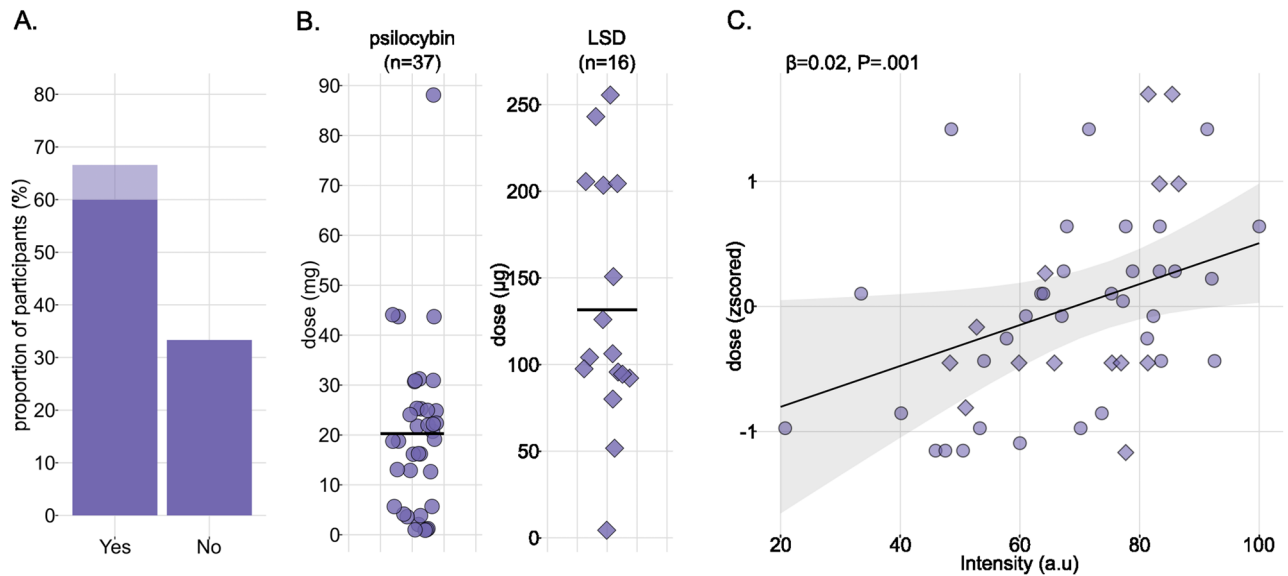 A.
proportion of participants (%)
80
70
60
50
40
30
20
10
0
Yes No
B.
psilocybin
(n=37)
dose (mg)
90
80
70
60
50
40
30
20
10
0
LSD
(n=16)
dose (µg)
250
200
150
100
50
0
C.
β=0.02, P=.001
dose (zscored)
1
0
-1
20 40 60 80 100
Intensity (a.u)